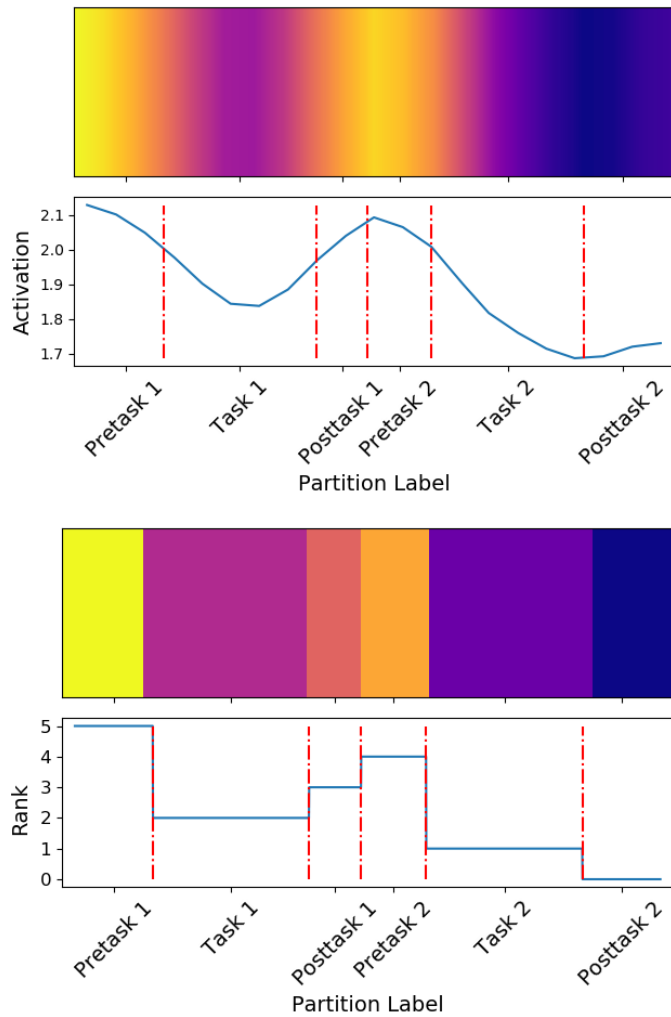 2.1
2.0
1.9
1.8
1.7
Activation
Pretask 1
Task 1
Posttask 1
Pretask 2
Task 2
Posttask 2
Partition Label
5
4
3
2
1
0
Rank
Pretask 1
Task 1
Posttask 1
Pretask 2
Task 2
Posttask 2
Partition Label